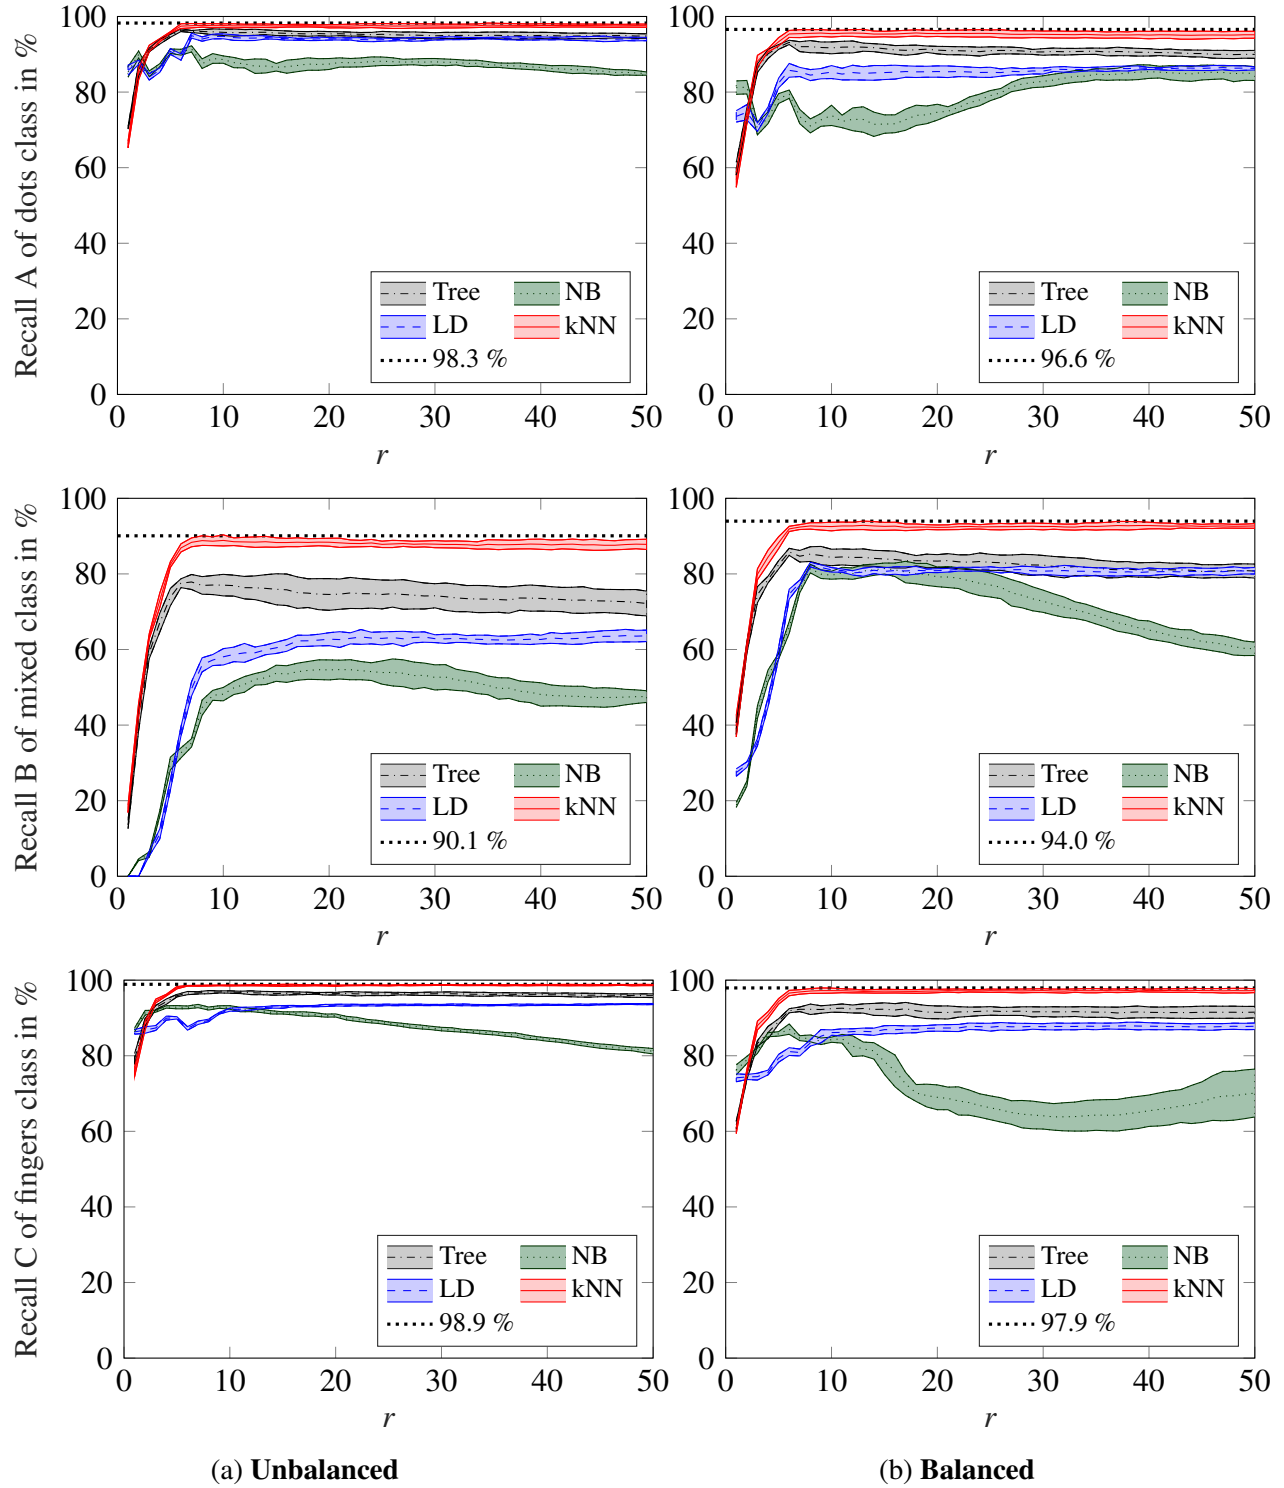 Recall A of dots class in %
100
80
60
40
20
0
Tree NB
LD kNN
98.3 %
0 10 20 30 40 50
r
100
80
60
40
20
0
Tree NB
LD kNN
96.6 %
0 10 20 30 40 50
r
Recall B of mixed class in %
100
80
60
40
20
0
Tree NB
LD kNN
90.1 %
0 10 20 30 40 50
r
100
80
60
40
20
0
Tree NB
LD kNN
94.0 %
0 10 20 30 40 50
r
Recall C of fingers class in %
100
80
60
40
20
0
Tree NB
LD kNN
98.9 %
0 10 20 30 40 50
r
100
80
60
40
20
0
Tree NB
LD kNN
97.9 %
0 10 20 30 40 50
r
(a) Unbalanced
(b) Balanced